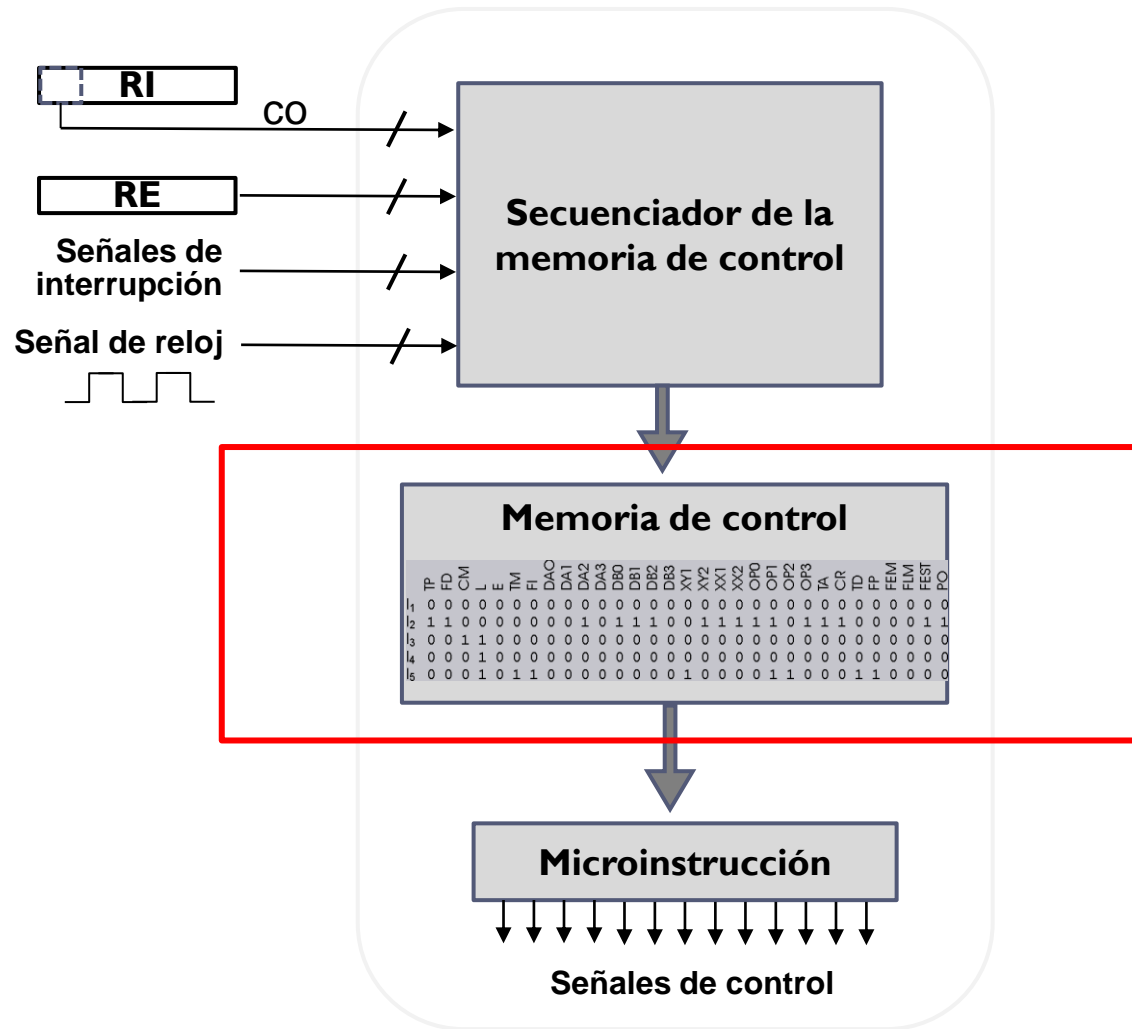 RI
CO
RE
Señales de
interrupción
Señal de reloj
Secuenciador de la
memoria de control
Memoria de control
TP FD CM L E TM FI DAO DA1 DA2 DA3 DB0 DB1 DB2 DB3 XY1 XY2 XX1 XX2 OP0 OP1 OP2 OP3 TA CR TD FP FEM FLM FEST PO
I1 0 0 0 0 0 0 0 0 0 0 0 0 0 0 0 0 0 0 0 0 0 0 0 0 0 0 0 0 0 0 0
I2 1 1 0 0 0 0 0 0 0 1 0 1 1 1 0 0 1 1 1 1 1 0 1 1 1 0 0 0 0 1 1
I3 0 0 1 1 0 0 0 0 0 0 0 0 0 0 0 0 0 0 0 0 0 0 0 0 0 0 0 0 0 0 0
I4 0 0 0 1 0 0 0 0 0 0 0 0 0 0 0 0 0 0 0 0 0 0 0 0 0 0 0 0 0 0 0
I5 0 0 0 1 0 1 1 0 0 0 0 0 0 0 0 1 0 0 0 0 1 1 0 0 0 1 1 0 0 0 0
Microinstrucción
Señales de control